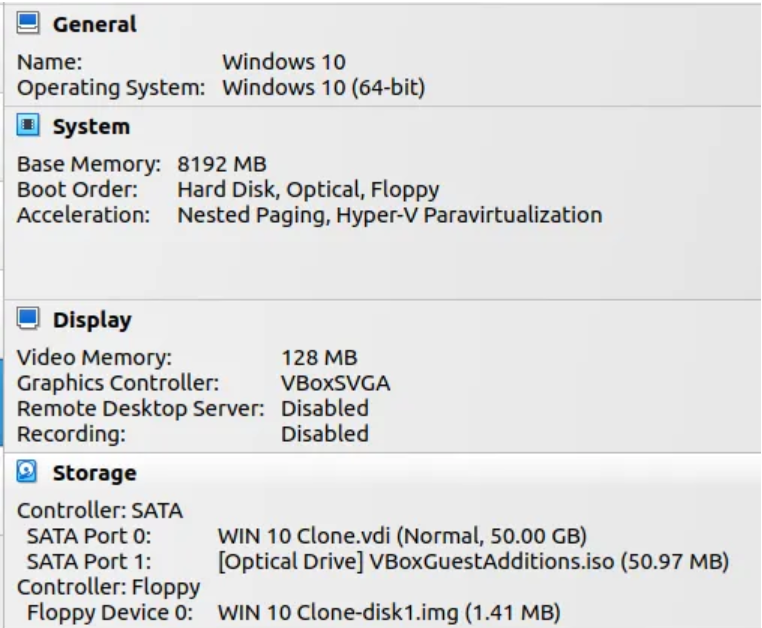 General
Name: Windows 10
Operating System: Windows 10 (64-bit)
System
Base Memory: 8192 MB
Boot Order: Hard Disk, Optical, Floppy
Acceleration: Nested Paging, Hyper-V Paravirtualization
Display
Video Memory: 128 MB
Graphics Controller: VBoxSVGA
Remote Desktop Server: Disabled
Recording: Disabled
Storage
Controller: SATA
SATA Port 0: WIN 10 Clone.vdi (Normal, 50.00 GB)
SATA Port 1: [Optical Drive] VBoxGuestAdditions.iso (50.97 MB)
Controller: Floppy
Floppy Device 0: WIN 10 Clone-disk1.img (1.41 MB)